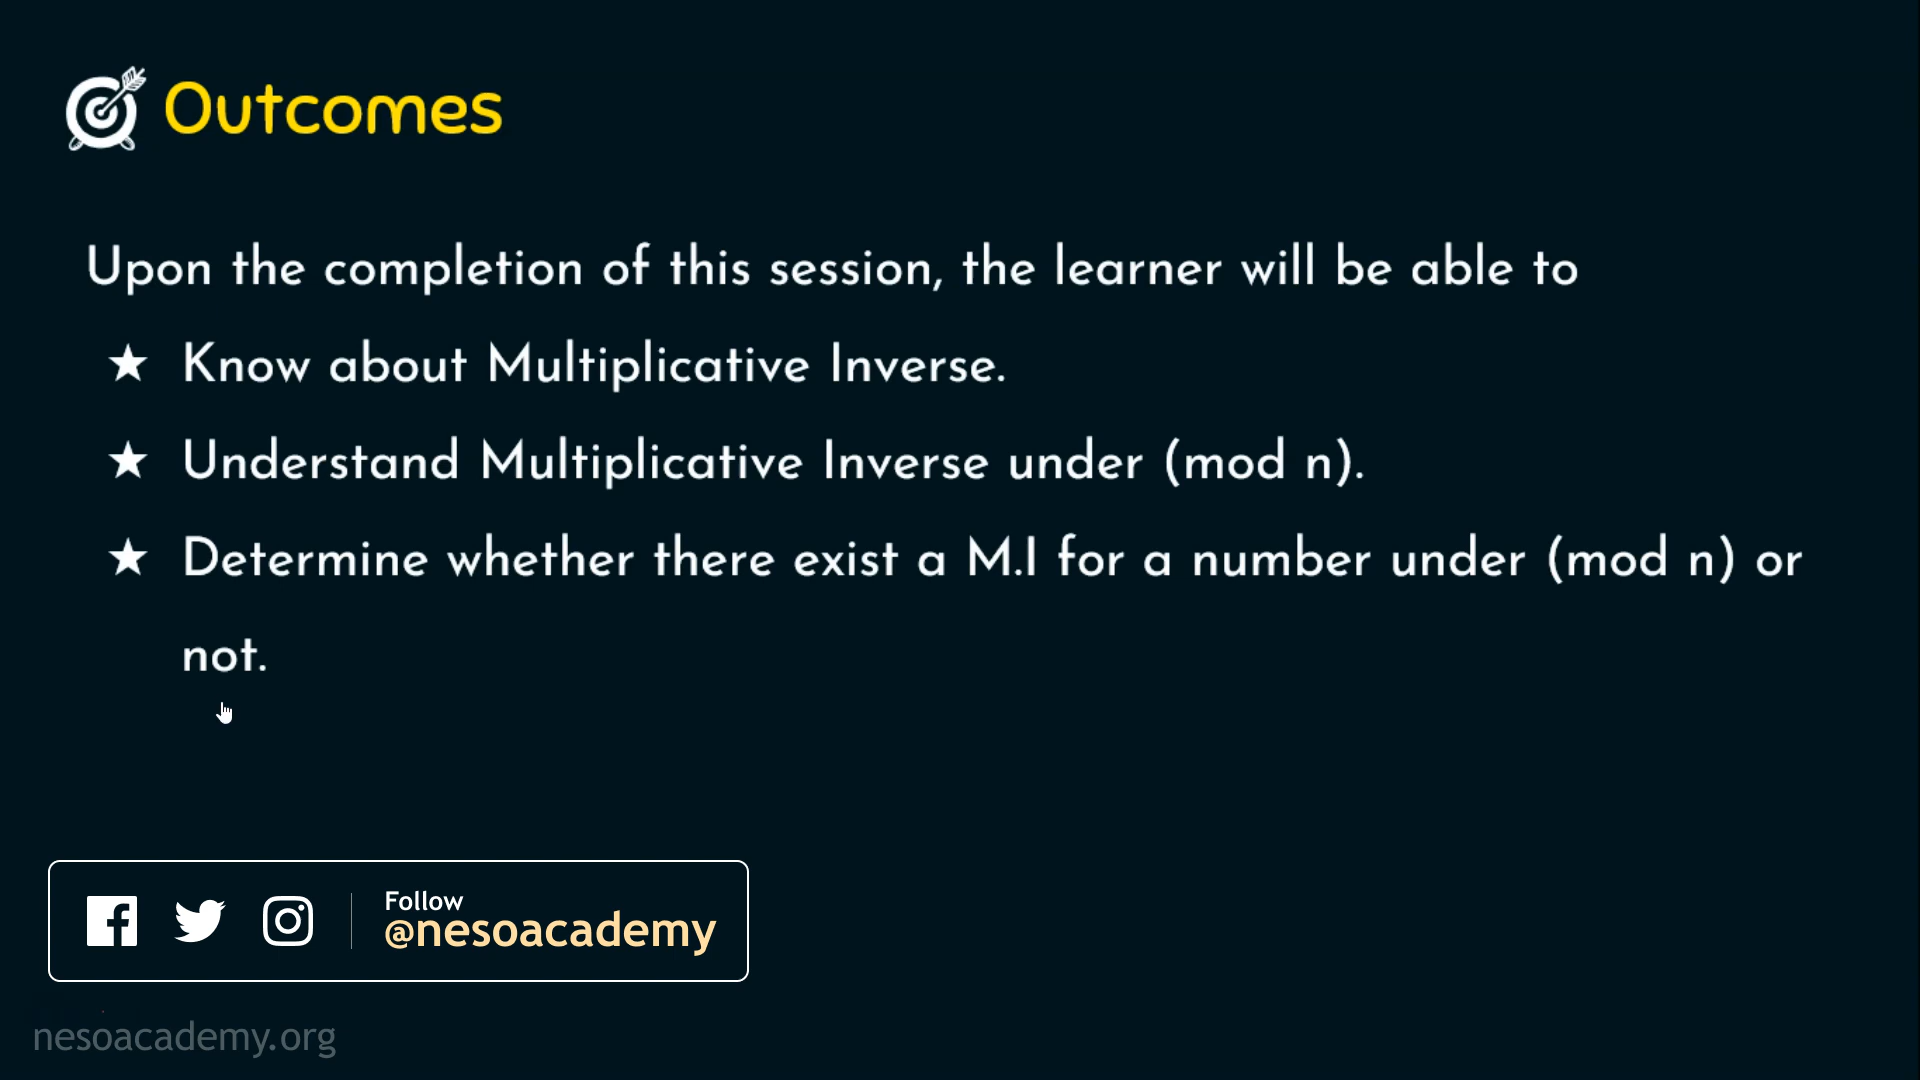 Outcomes
Upon the completion of this session, the learner will be able to
★ Know about Multiplicative Inverse.
★ Understand Multiplicative Inverse under (mod n).
★ Determine whether there exist a M.I for a number under (mod n) or
not.
Follow
@nesoacademy
nesoacademy.org